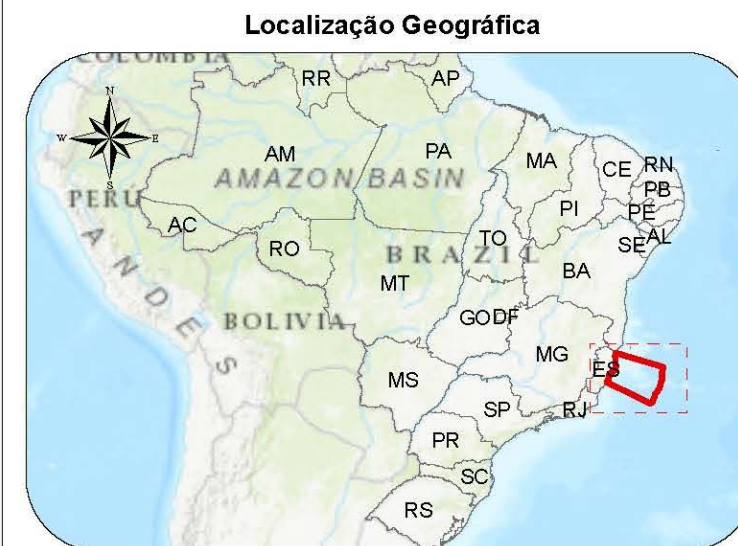 Localização Geográfica
COLOMBIA
RR
AP
N
W
E
S
AM
PA
MA
CE
RN
AMAZON BASIN
PB
PERÚ
PI
PE
AC
TO
AL
RO
BRAZIL
SE
MT
BA
ANDES
GO
DF
BOLIVIA
MG
ES
MS
SP
RJ
PR
SC
RS